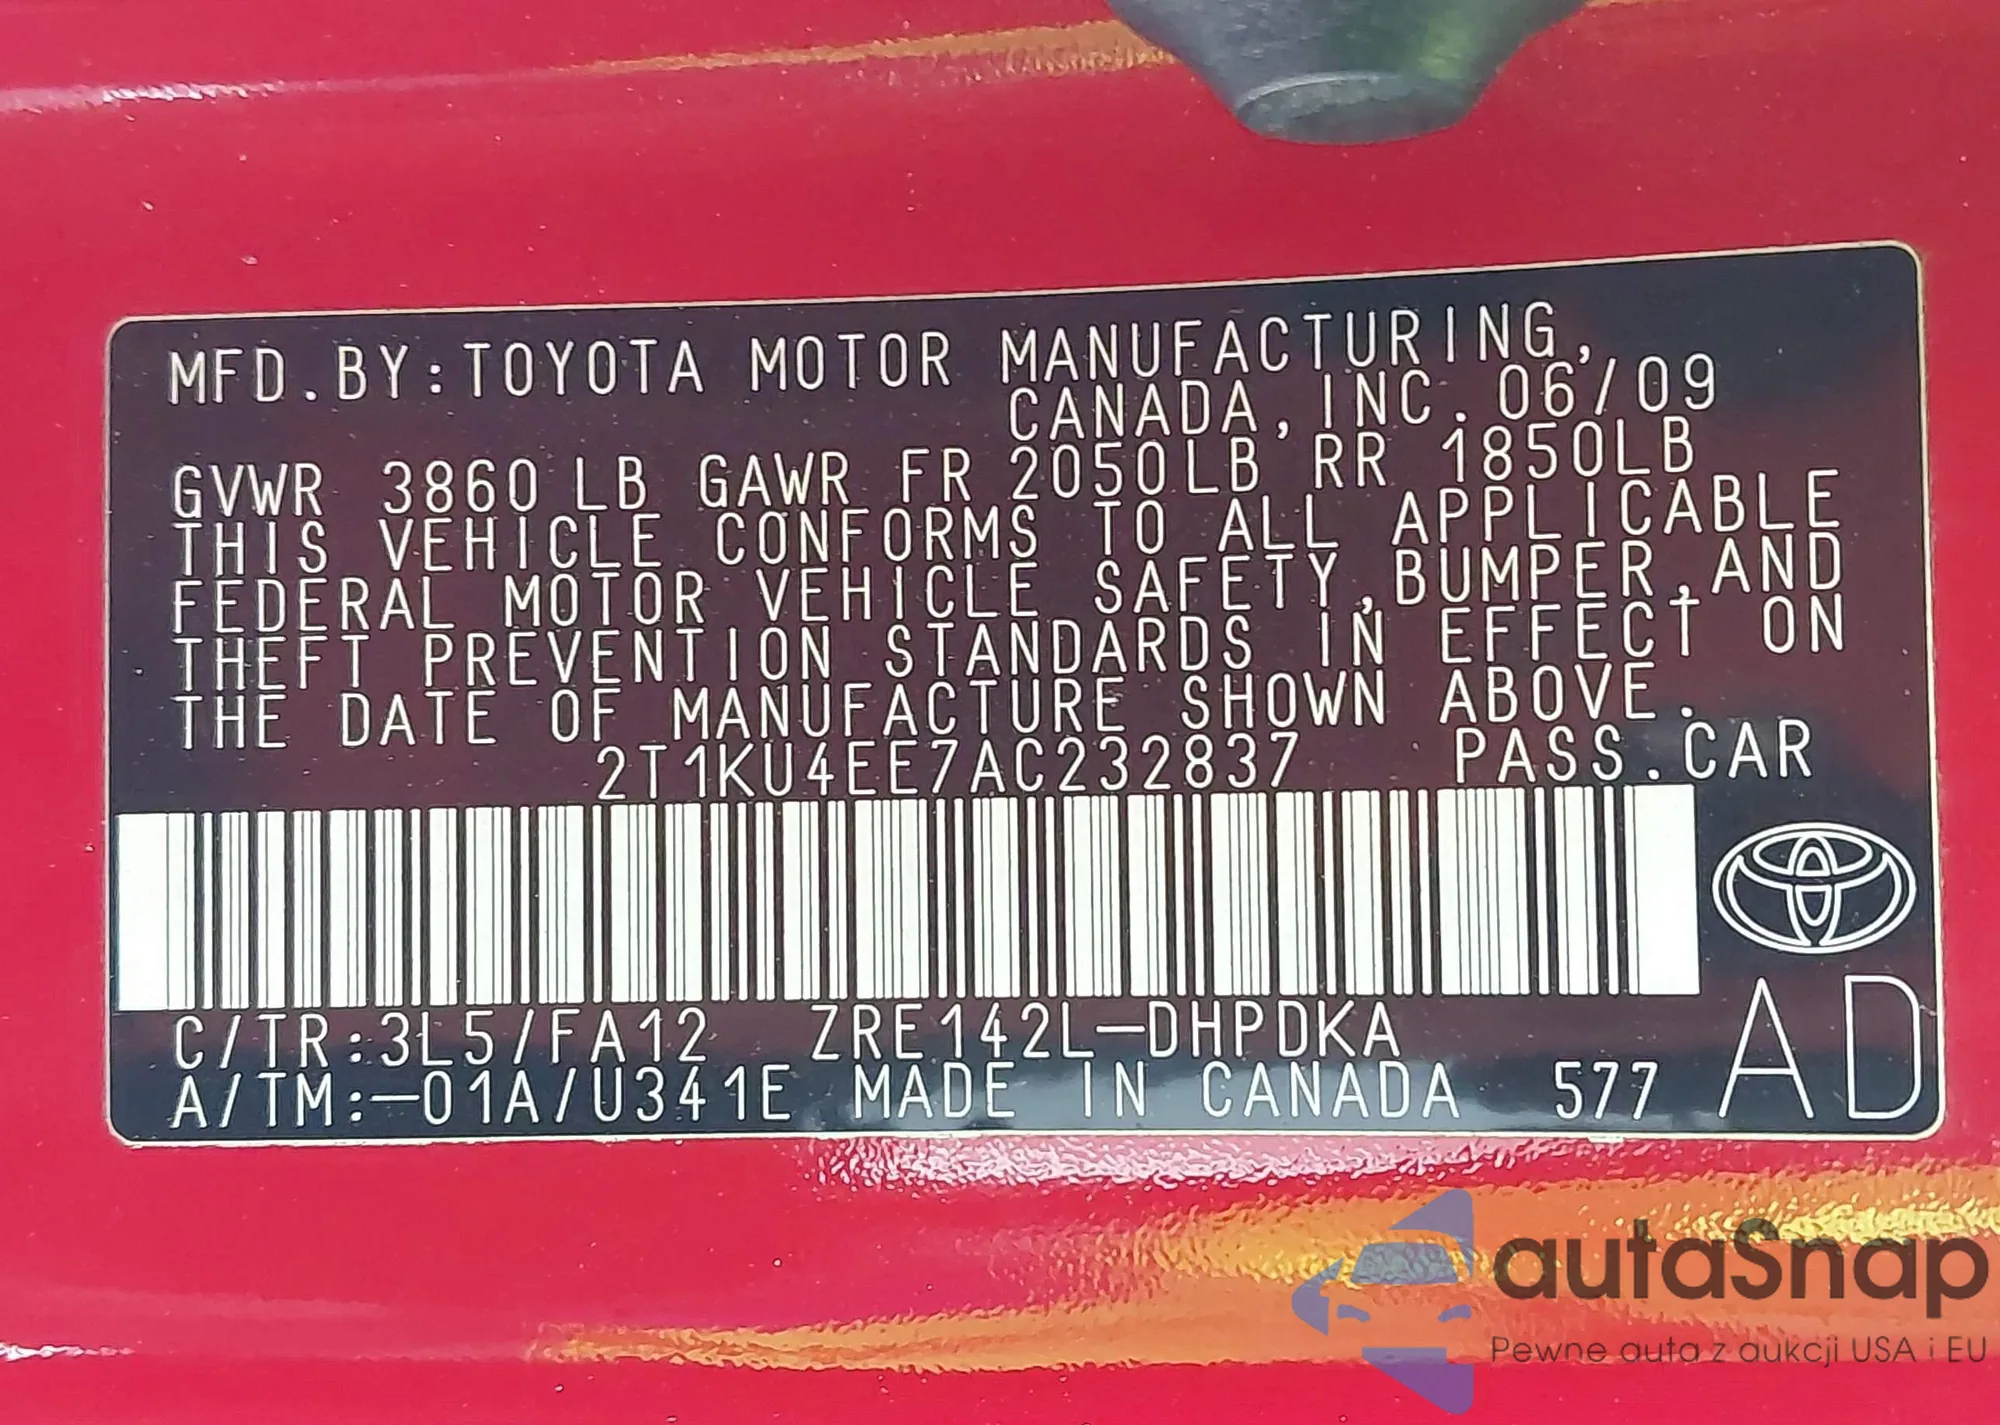 MFD.BY:TOYOTA MOTOR MANUFACTURING,
CANADA,INC. 06/09
GVWR 3860 LB GAWR FR 2050LB RR 1850LB
THIS VEHICLE CONFORMS TO ALL APPLICABLE
FEDERAL MOTOR VEHICLE SAFETY,BUMPER,AND
THEFT PREVENTION STANDARDS IN EFFECT ON
THE DATE OF MANUFACTURE SHOWN ABOVE.
2T1KU4EE7AC232837 PASS.CAR
C/TR:3L5/FA12 ZRE142L-DHPDKA
A/TM:-01A/U341E MADE IN CANADA 577 AD
autaSnap
Pewne auta z aukcji USA i EU